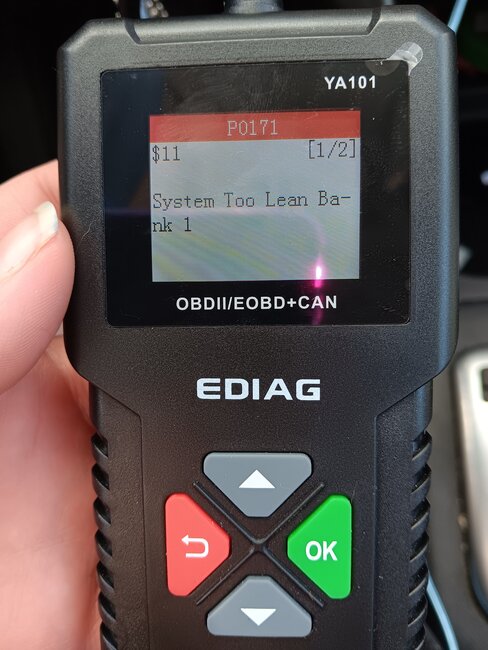 YA101
P0171
$11 [1/2]
System Too Lean Ba-
nk 1
OBDII/EOBD+CAN
EDIAG
OK